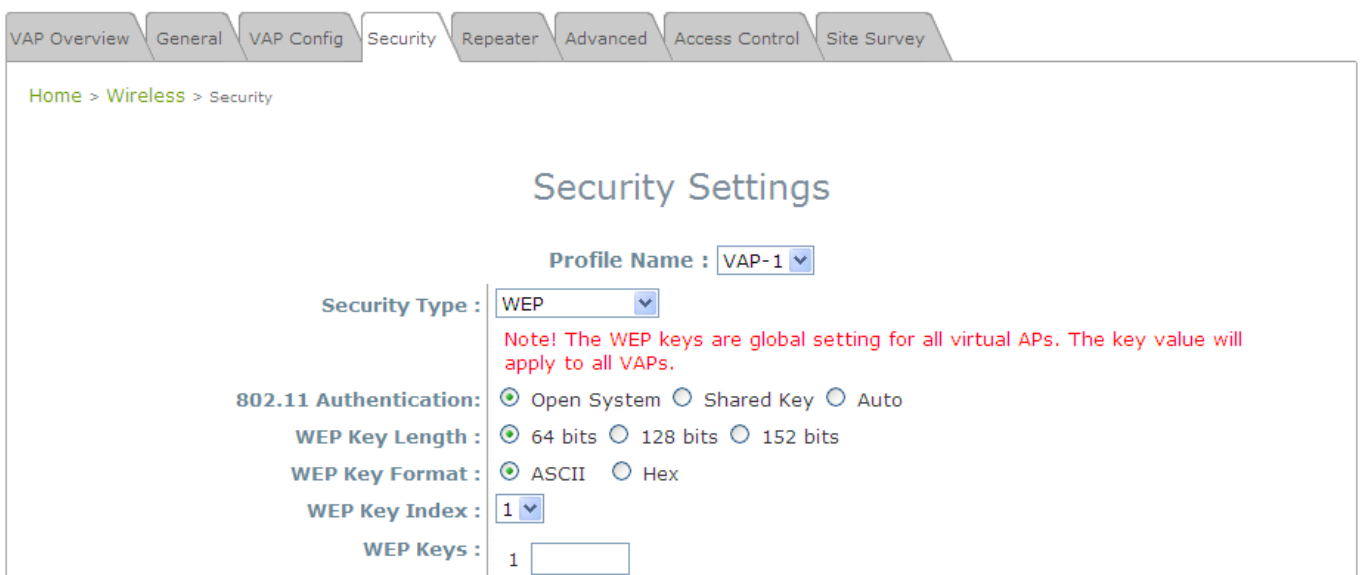 VAP Overview General VAP Config Security Repeater Advanced Access Control Site Survey
Home > Wireless > Security
Security Settings
Profile Name : VAP-1
Security Type : WEP
Note! The WEP keys are global setting for all virtual APs. The key value will
apply to all VAPs.
802.11 Authentication: Open System Shared Key Auto
WEP Key Length : 64 bits 128 bits 152 bits
WEP Key Format : ASCII Hex
WEP Key Index : 1
WEP Keys : 1